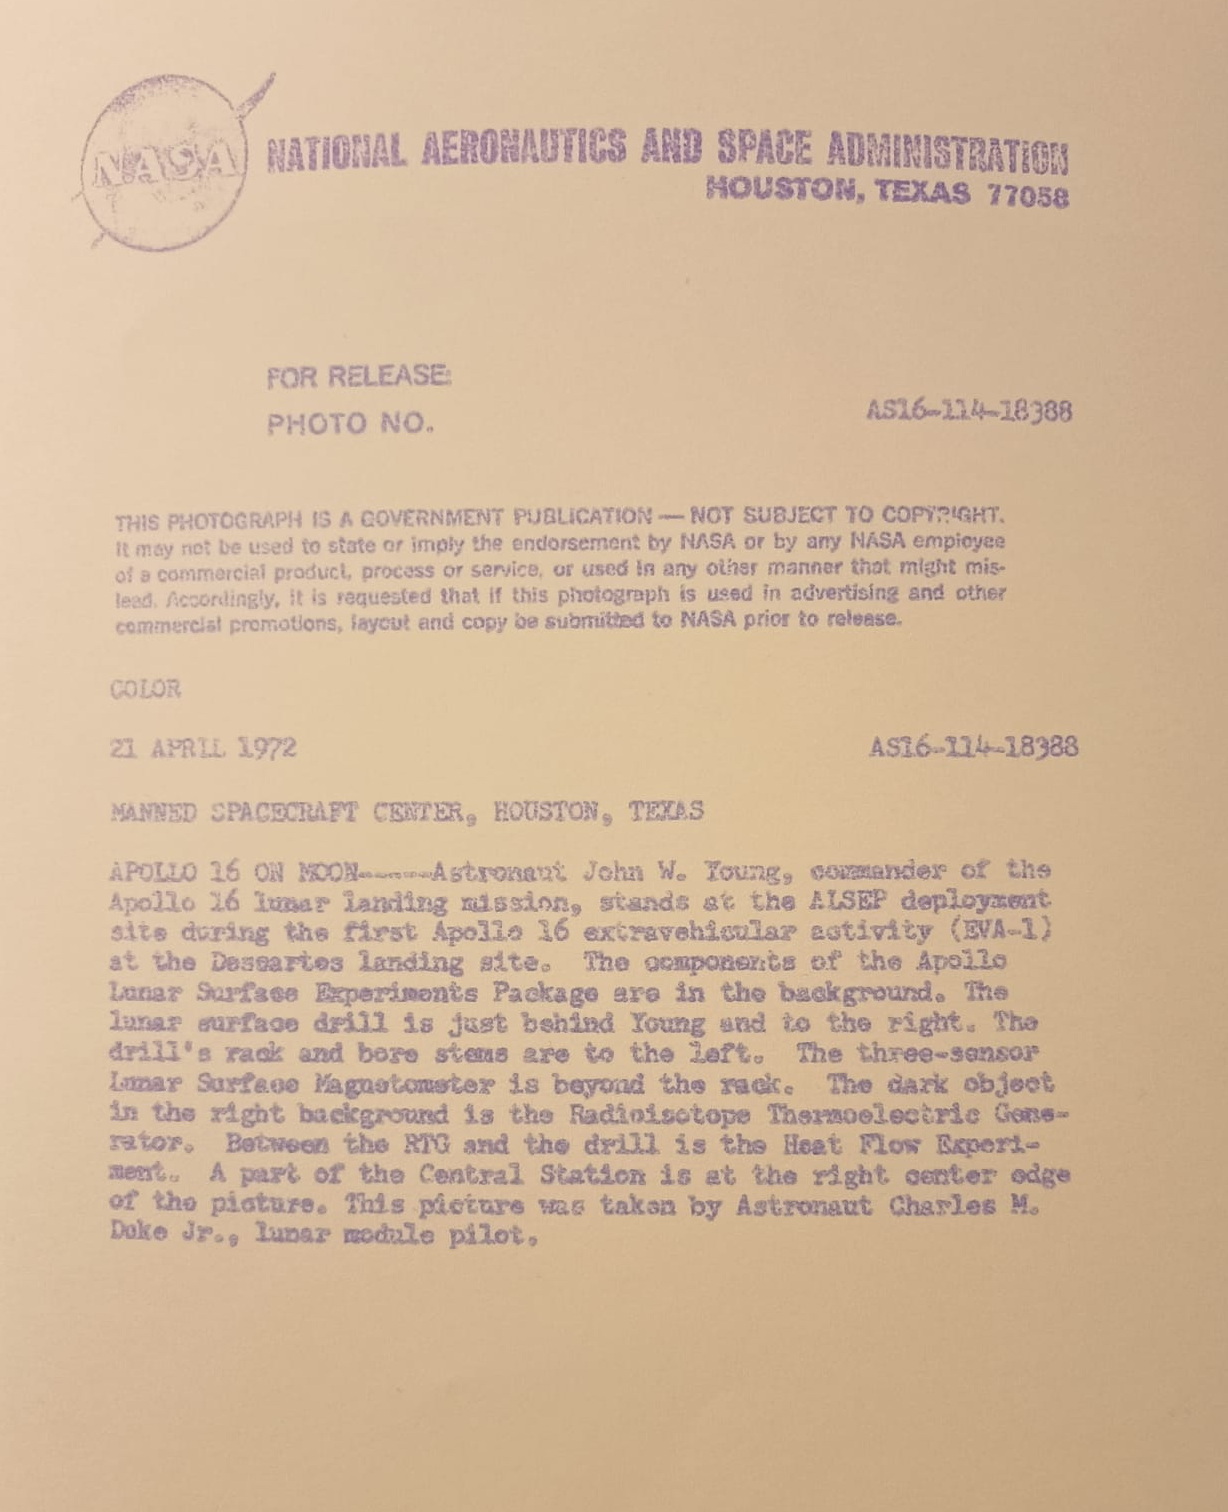 NASA
NATIONAL AERONAUTICS AND SPACE ADMINISTRATION
HOUSTON, TEXAS 77058
FOR RELEASE:
PHOTO NO.
AS16-114-18388
THIS PHOTOGRAPH IS A GOVERNMENT PUBLICATION — NOT SUBJECT TO COPYRIGHT.
It may not be used to state or imply the endorsement by NASA or by any NASA employee
of a commercial product, process or service, or used in any other manner that might mis-
lead. Accordingly, it is requested that if this photograph is used in advertising and other
commercial promotions, layout and copy be submitted to NASA prior to release.
COLOR
21 APRIL 1972 AS16-114-18388
MANNED SPACECRAFT CENTER, HOUSTON, TEXAS
APOLLO 16 ON MOON-----Astronaut John W. Young, commander of the
Apollo 16 lunar landing mission, stands at the ALSEP deployment
site during the first Apollo 16 extravehicular activity (EVA-1)
at the Descartes landing site. The components of the Apollo
Lunar Surface Experiments Package are in the background. The
lunar surface drill is just behind Young and to the right. The
drill's rack and bore stems are to the left. The three-sensor
Lunar Surface Magnetometer is beyond the rack. The dark object
in the right background is the Radioisotope Thermoelectric Gene-
rator. Between the RTG and the drill is the Heat Flow Experi-
ment. A part of the Central Station is at the right center edge
of the picture. This picture was taken by Astronaut Charles M.
Duke Jr., lunar module pilot.